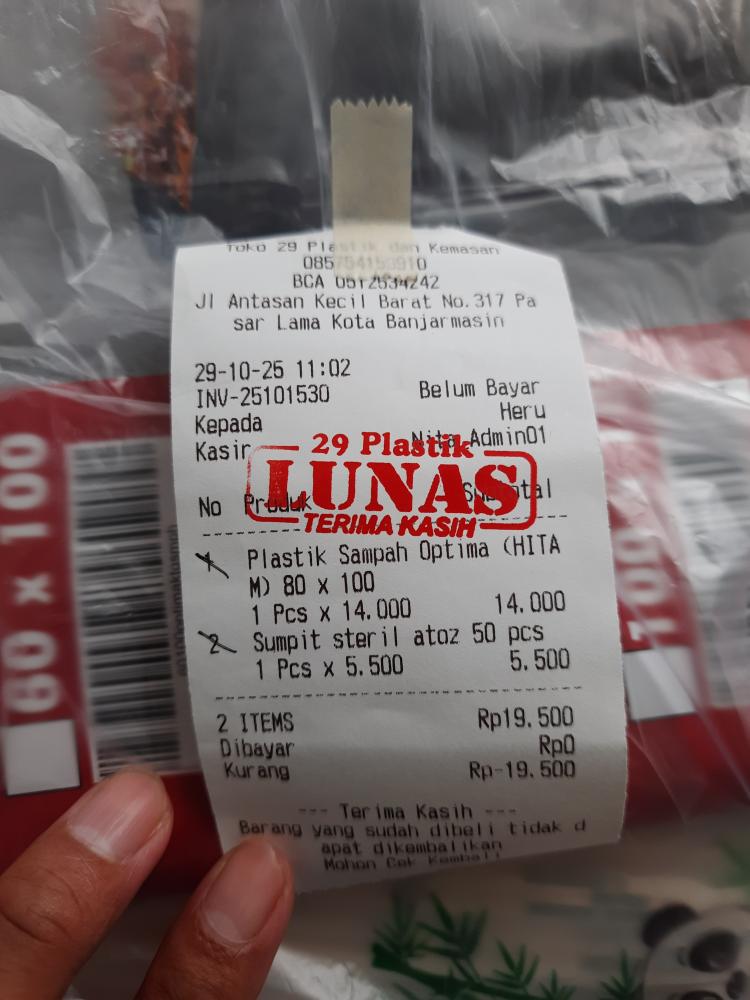 Toko 29 Plastik dan Kemasan
BCA
Jl Antasan Kecil Barat No.317 Pa
sar Lama Kota Banjarmasin
29-10-25 11:02
INV-25101530 Belum Bayar
Kepada Heru
Kasir Nita Admin01
29 Plastik
LUNAS
TERIMA KASIH
No Produk Subtotal
1 Plastik Sampah Optima (HITA
M) 80 x 100
1 Pcs x 14.000 14.000
2 Sumpit steril atoz 50 pcs
1 Pcs x 5.500 5.500
2 ITEMS Rp19.500
Dibayar Rp0
Kurang Rp-19.500
--- Terima Kasih ---
Barang yang sudah dibeli tidak d
apat dikembalikan
Mohon Cek Kembali
x 100
100